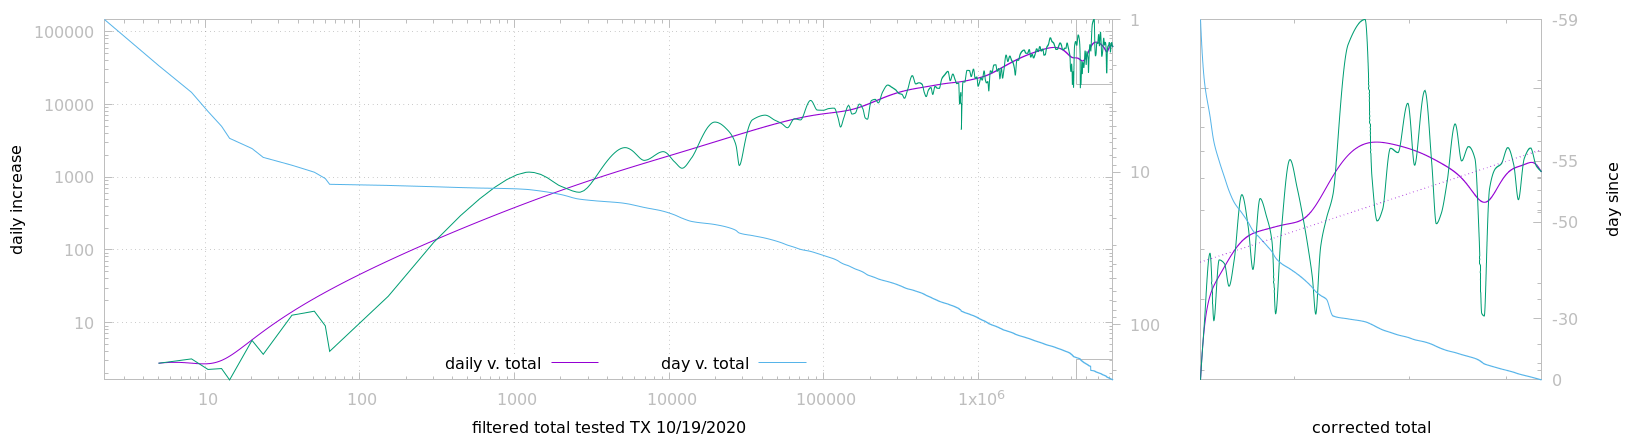 daily increase
100000
10000
1000
100
10
daily v. total
day v. total
1
10
100
10
100
1000
10000
100000
1x10^6
filtered total tested TX 10/19/2020
-59
-55
-50
-30
0
day since
corrected total